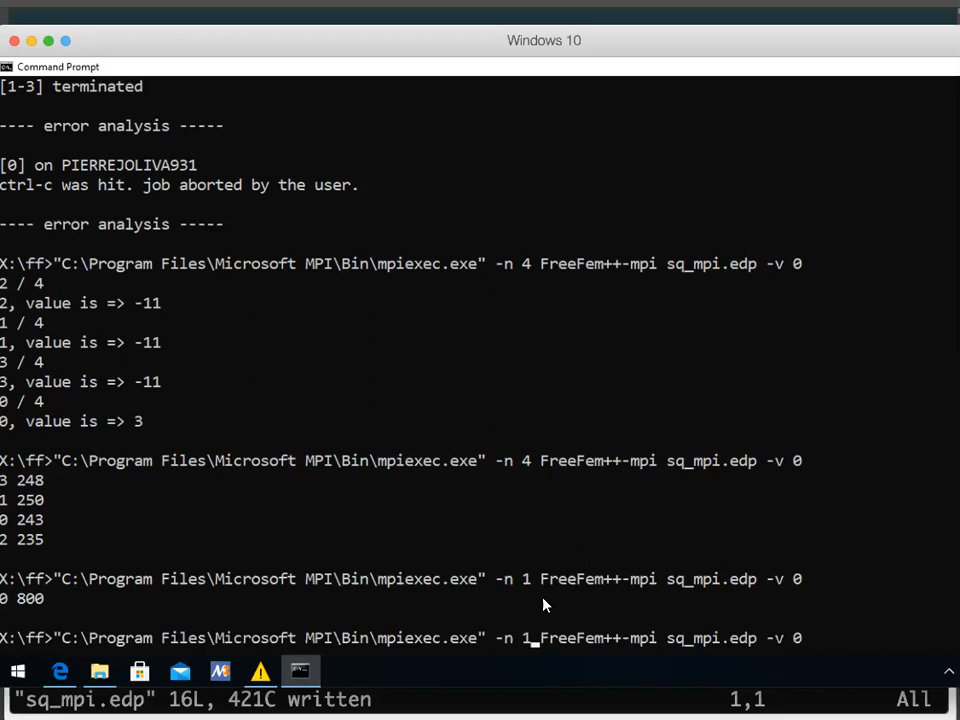 Windows 10
Command Prompt
[1-3] terminated
---- error analysis -----
[0] on PIERREJOLIVA931
ctrl-c was hit. job aborted by the user.
---- error analysis -----
X:\ff>"C:\Program Files\Microsoft MPI\Bin\mpiexec.exe" -n 4 FreeFem++-mpi sq_mpi.edp -v 0
2 / 4
2, value is => -11
1 / 4
1, value is => -11
3 / 4
3, value is => -11
0 / 4
0, value is => 3
X:\ff>"C:\Program Files\Microsoft MPI\Bin\mpiexec.exe" -n 4 FreeFem++-mpi sq_mpi.edp -v 0
3 248
1 250
0 243
2 235
X:\ff>"C:\Program Files\Microsoft MPI\Bin\mpiexec.exe" -n 1 FreeFem++-mpi sq_mpi.edp -v 0
0 800
X:\ff>"C:\Program Files\Microsoft MPI\Bin\mpiexec.exe" -n 1 FreeFem++-mpi sq_mpi.edp -v 0
"sq_mpi.edp" 16L, 421C written 1,1 All